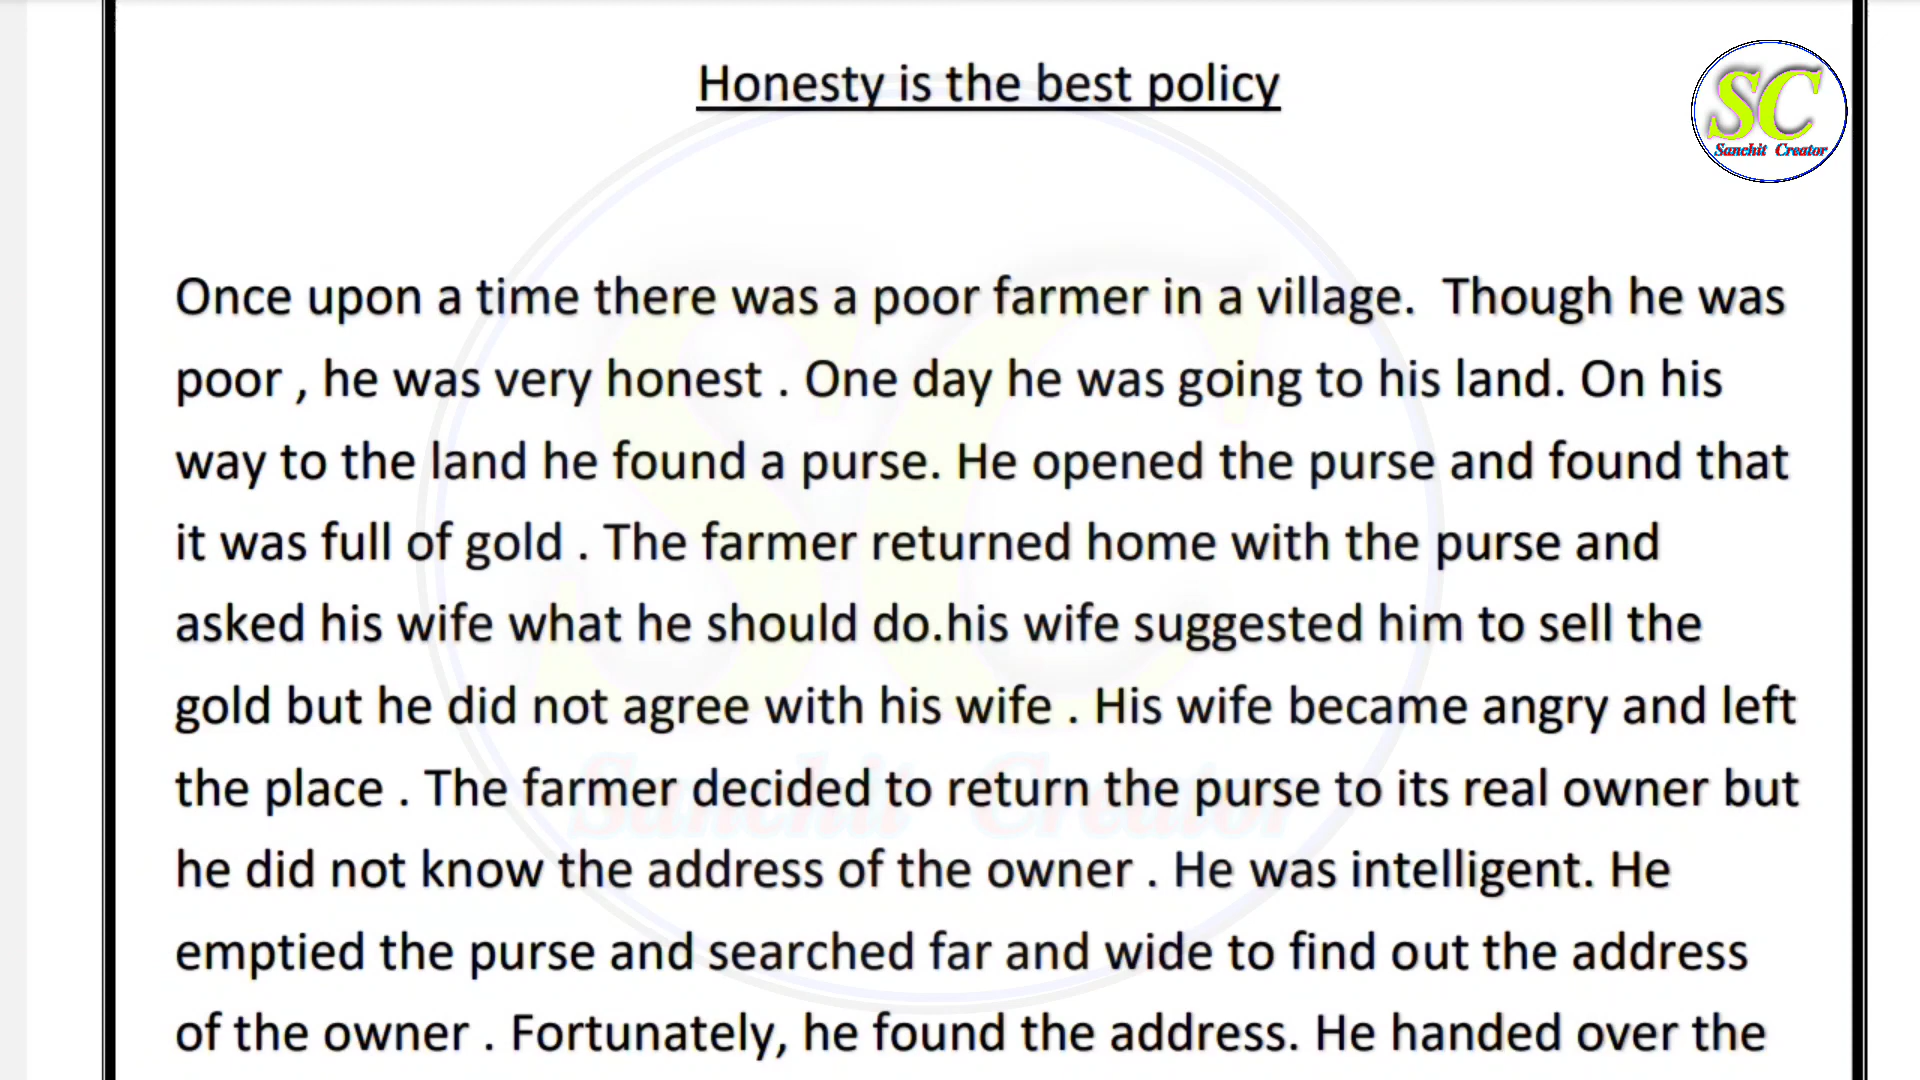 Honesty is the best policy
SC
Sanchit Creator
Once upon a time there was a poor farmer in a village.  Though he was
poor , he was very honest . One day he was going to his land. On his
way to the land he found a purse. He opened the purse and found that
it was full of gold . The farmer returned home with the purse and
asked his wife what he should do.his wife suggested him to sell the
gold but he did not agree with his wife . His wife became angry and left
the place . The farmer decided to return the purse to its real owner but
he did not know the address of the owner . He was intelligent. He
emptied the purse and searched far and wide to find out the address
of the owner . Fortunately, he found the address. He handed over the
SC
Sanchit Creator